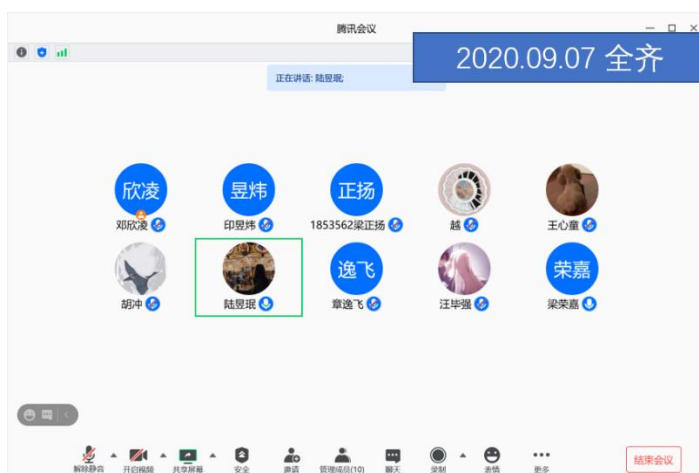 腾讯会议
2020.09.07 全齐
正在讲话: 陆昱珉;
欣凌 昱炜 正扬
邓欣凌 印昱炜 1853562梁正扬 越 王心童
逸飞 荣嘉
胡冲 陆昱珉 章逸飞 汪毕强 梁荣嘉
解除静音 开启视频 共享屏幕 安全 邀请 管理成员(10) 聊天 录制 表情 更多 结束会议